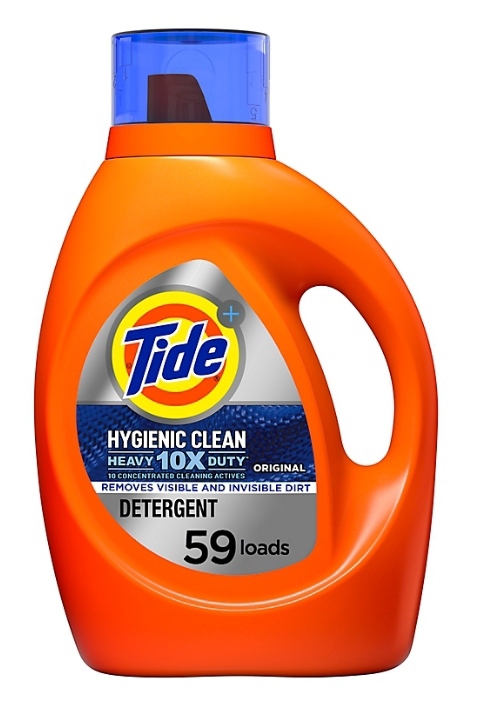 Tide
+
HYGIENIC CLEAN
HEAVY 10X DUTY ORIGINAL
10 CONCENTRATED CLEANING ACTIVES
REMOVES VISIBLE AND INVISIBLE DIRT
DETERGENT
59 loads